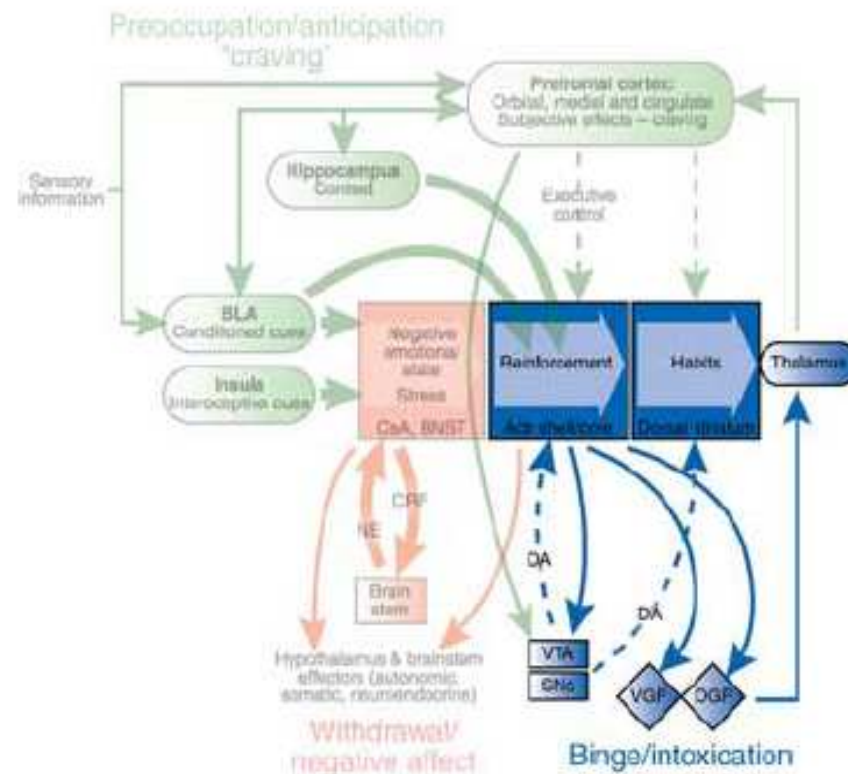 Preoccupation/anticipation
"craving"
Prefrontal cortex:
Orbital, medial and cingulate
Subjective effects – craving
Hippocampus
Context
Sensory
information
Executive
control
BLA
Conditioned cues
Negative
emotional
state
Stress
CeA, BNST
Insula
Interoceptive cues
Reinforcement
Habits
Thalamus
Dorsal striatum
NE
CRF
Brain
stem
DA
DA
VTA
SNc
VGP
DGP
Hypothalamus & brainstem
effectors (autonomic,
somatic, neuroendocrine)
Withdrawal/
negative affect
Binge/intoxication